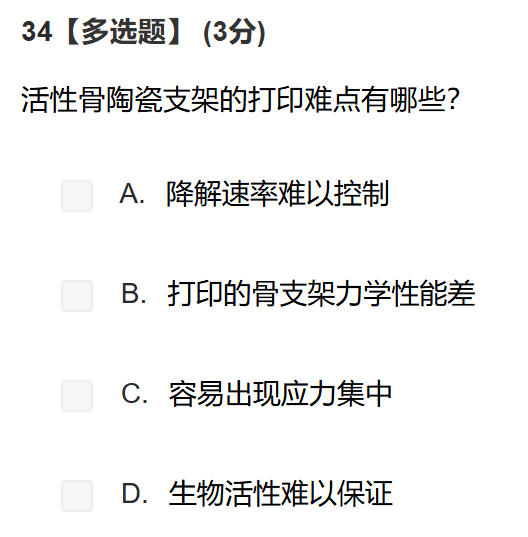 34【多选题】 (3分)
活性骨陶瓷支架的打印难点有哪些？
A. 降解速率难以控制
B. 打印的骨支架力学性能差
C. 容易出现应力集中
D. 生物活性难以保证